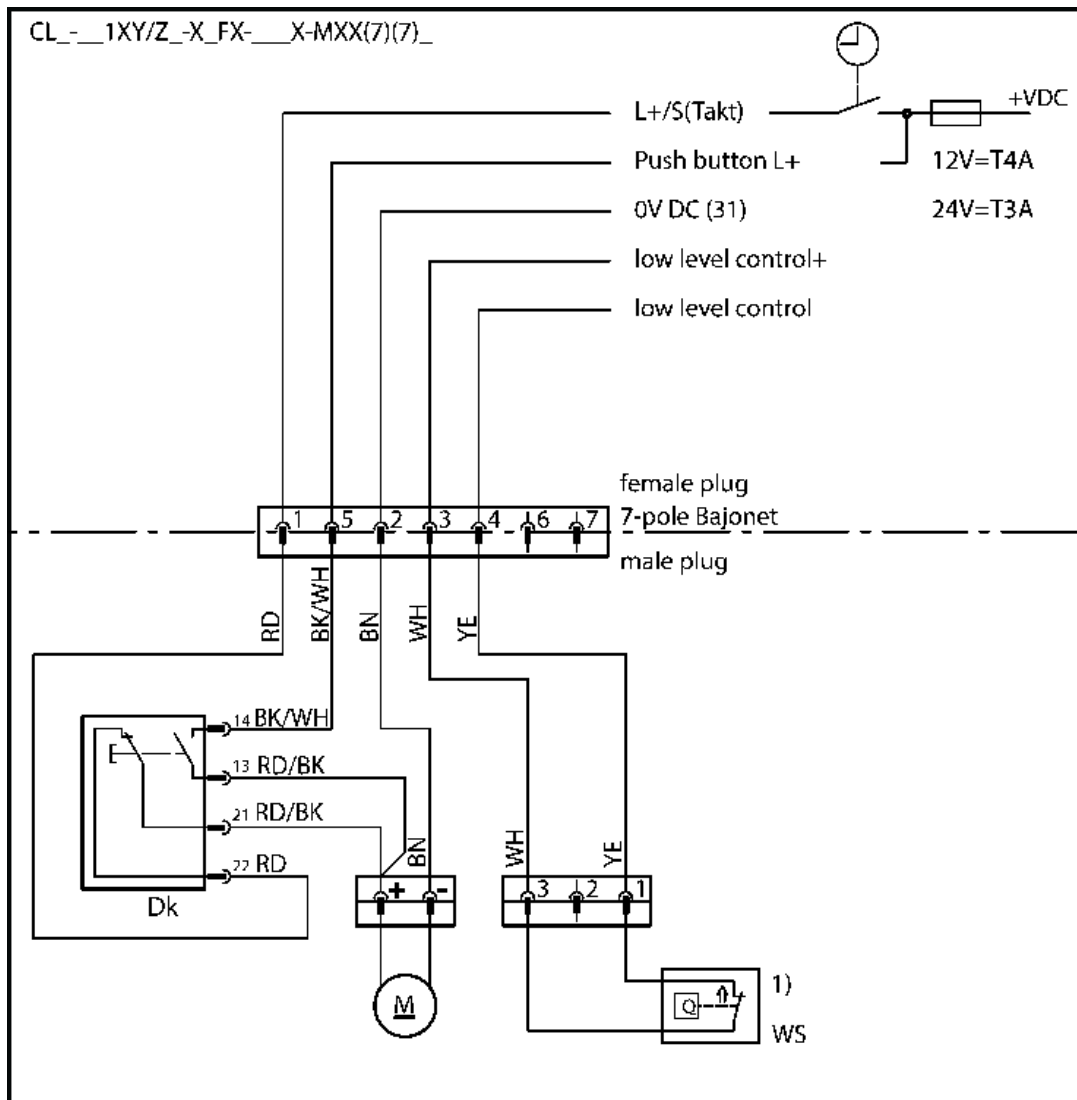 CL_-__1XY/Z_-X_FX-___X-MXX(7)(7)_
L+/S(Takt)
+VDC
Push button L+
12V=T4A
0V DC (31)
24V=T3A
low level control+
low level control
female plug
1 5 2 3 4 6 7
7-pole Bajonet
male plug
RD
BK/WH
BN
WH
YE
14 BK/WH
13 RD/BK
21 RD/BK
22 RD
Dk
BN
WH
YE
+ -
3 2 1
M
Q
1)
WS